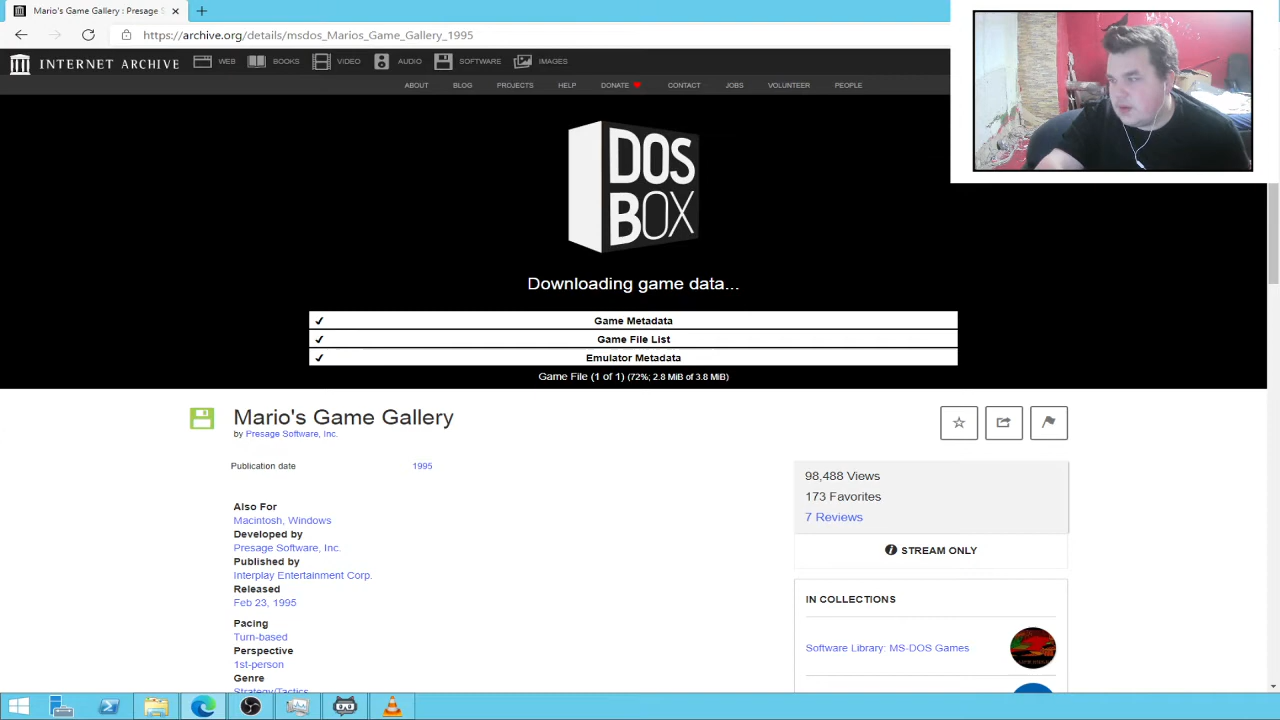 Mario's Game Gallery : Presage S
https://archive.org/details/msdos_Marios_Game_Gallery_1995
INTERNET ARCHIVE
WEB
BOOKS
VIDEO
AUDIO
SOFTWARE
IMAGES
ABOUT
BLOG
PROJECTS
HELP
DONATE
CONTACT
JOBS
VOLUNTEER
PEOPLE
DOS
BOX
Downloading game data...
Game Metadata
Game File List
Emulator Metadata
Game File (1 of 1) (72%; 2.8 MiB of 3.8 MiB)
Mario's Game Gallery
by Presage Software, Inc.
Publication date 1995
Also For
Macintosh, Windows
Developed by
Presage Software, Inc.
Published by
Interplay Entertainment Corp.
Released
Feb 23, 1995
Pacing
Turn-based
Perspective
1st-person
Genre
Strategy/Tactics
98,488 Views
173 Favorites
7 Reviews
STREAM ONLY
IN COLLECTIONS
Software Library: MS-DOS Games